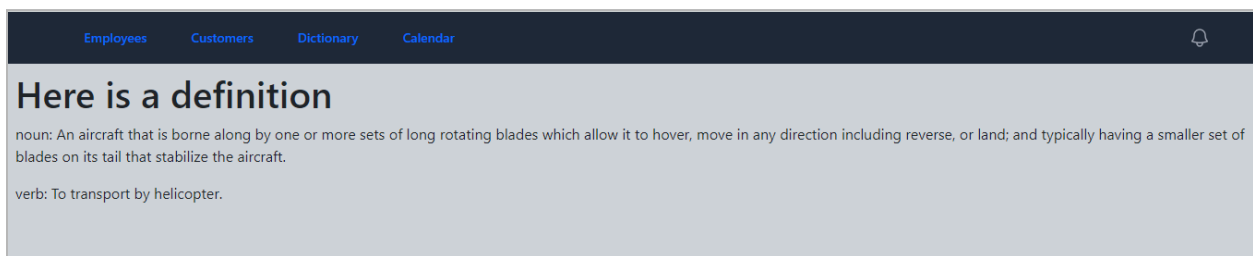 Employees Customers Dictionary Calendar
Here is a definition
noun: An aircraft that is borne along by one or more sets of long rotating blades which allow it to hover, move in any direction including reverse, or land; and typically having a smaller set of
blades on its tail that stabilize the aircraft.
verb: To transport by helicopter.